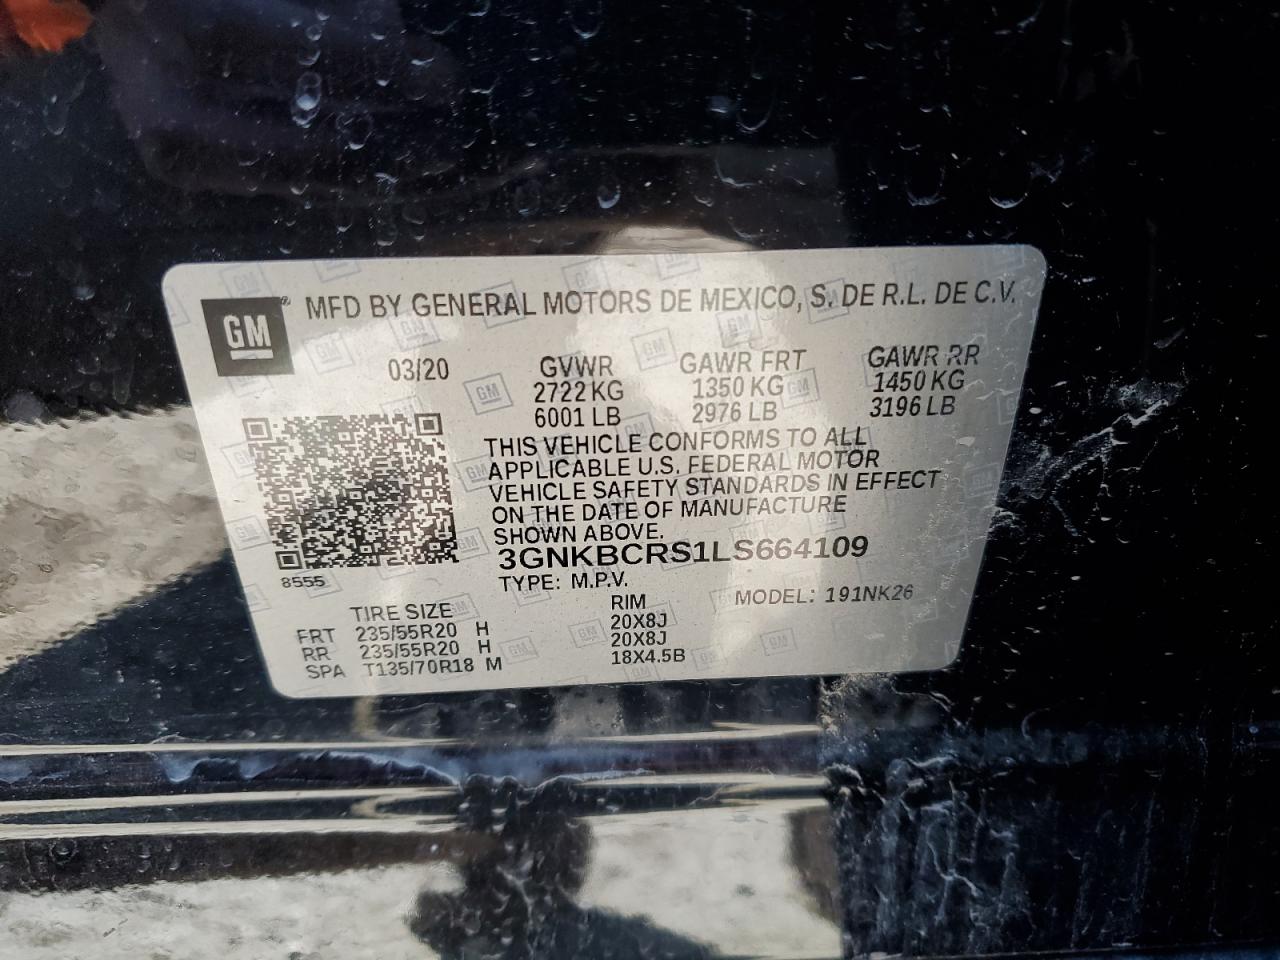 GM
MFD BY GENERAL MOTORS DE MEXICO, S. DE R.L. DE C.V.
03/20 GVWR GAWR FRT GAWR RR
2722 KG 1350 KG 1450 KG
6001 LB 2976 LB 3196 LB
THIS VEHICLE CONFORMS TO ALL
APPLICABLE U.S. FEDERAL MOTOR
VEHICLE SAFETY STANDARDS IN EFFECT
ON THE DATE OF MANUFACTURE
SHOWN ABOVE.
3GNKBCRS1LS664109
8555
TYPE: M.P.V. MODEL: 191NK26
TIRE SIZE RIM
FRT 235/55R20 H 20X8J
RR 235/55R20 H 20X8J
SPA T135/70R18 M 18X4.5B